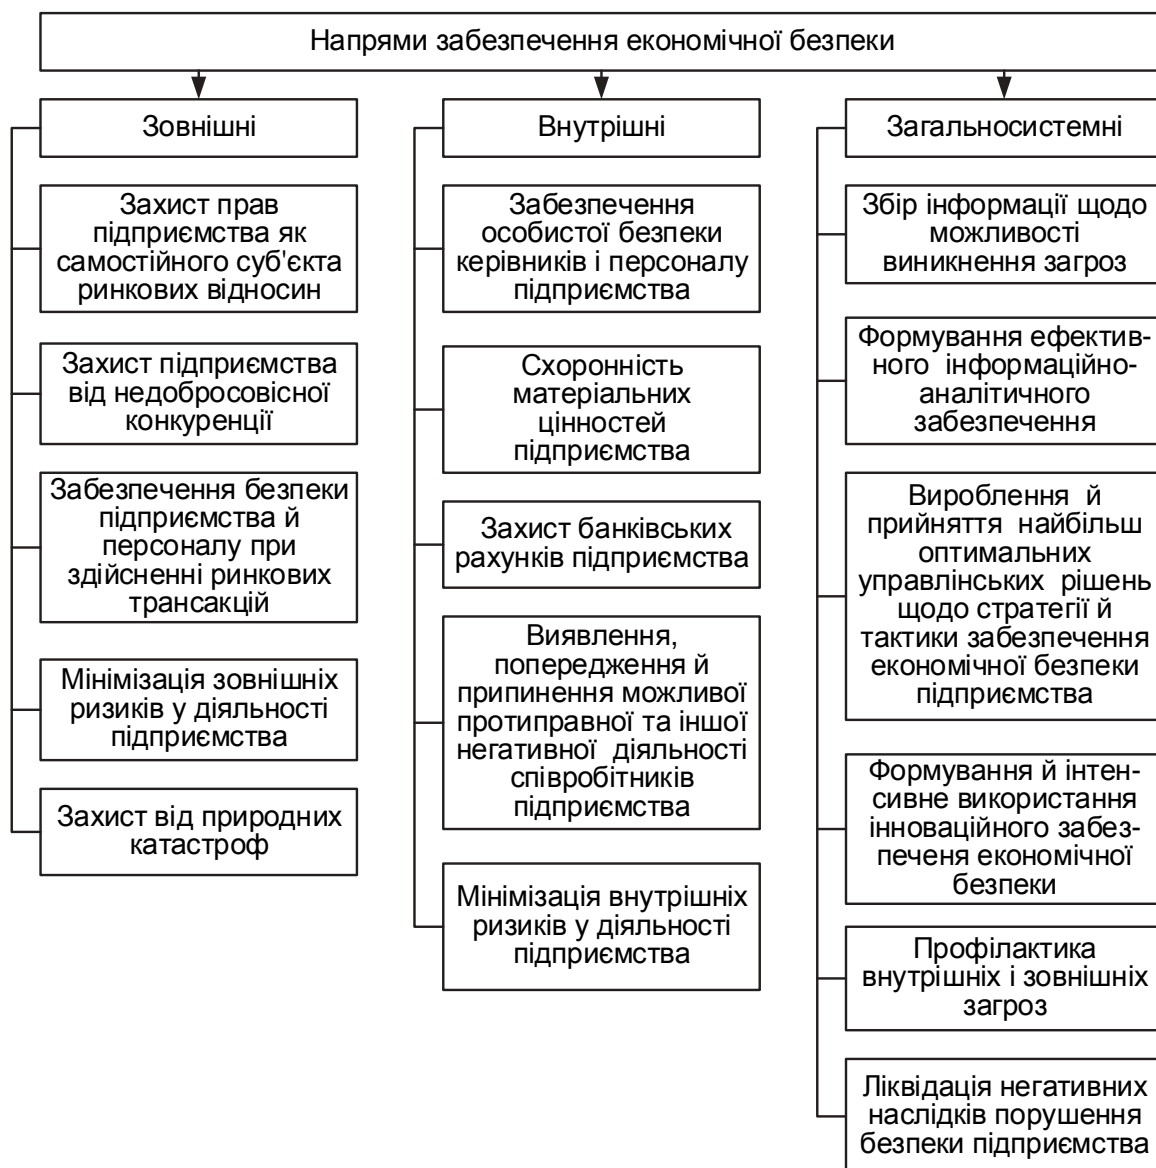 Напрями забезпечення економічної безпеки
Зовнішні
Захист прав
підприємства як
самостійного суб'єкта
ринкових відносин
Захист підприємства
від недобросовісної
конкуренції
Забезпечення безпеки
підприємства й
персоналу при
здійсненні ринкових
трансакцій
Мінімізація зовнішніх
ризиків у діяльності
підприємства
Захист від природних
катастроф
Внутрішні
Забезпечення
особистої безпеки
керівників і персоналу
підприємства
Схоронність
матеріальних
цінностей
підприємства
Захист банківських
рахунків підприємства
Виявлення,
попередження й
припинення можливої
протиправної та іншої
негативної діяльності
співробітників
підприємства
Мінімізація внутрішніх
ризиків у діяльності
підприємства
Загальносистемні
Збір інформації щодо
можливості
виникнення загроз
Формування ефектив-
ного інформаційно-
аналітичного
забезпечення
Вироблення й
прийняття найбільш
оптимальних
управлінських рішень
щодо стратегії й
тактики забезпечення
економічної безпеки
підприємства
Формування й інтен-
сивне використання
інноваційного забез-
печеня економічної
безпеки
Профілактика
внутрішніх і зовнішніх
загроз
Ліквідація негативних
наслідків порушення
безпеки підприємства